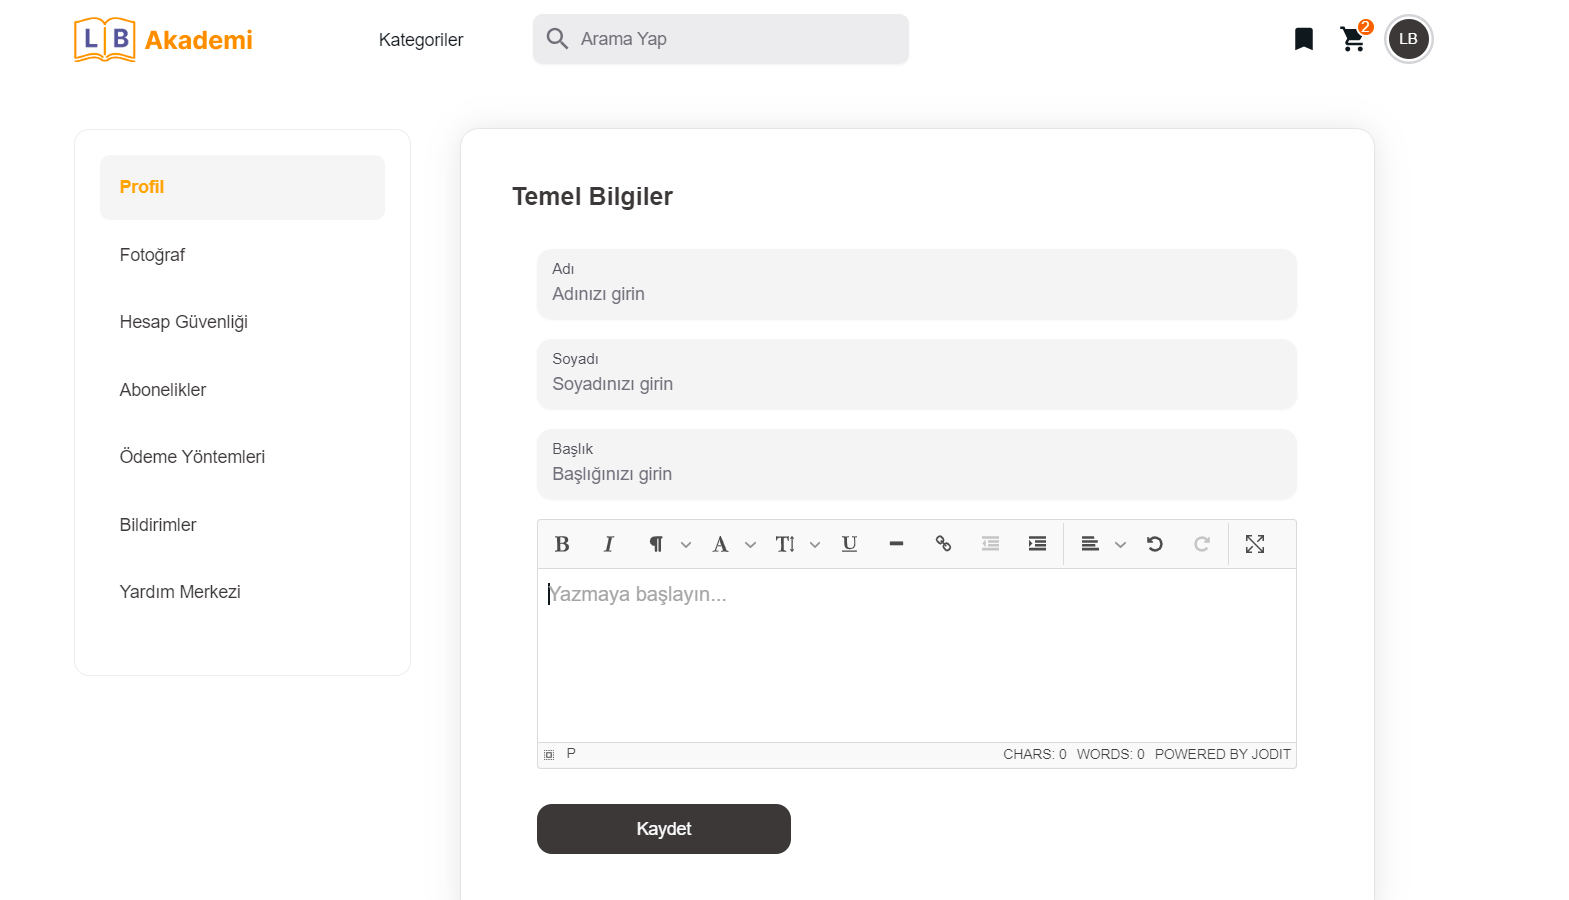 LB Akademi
Kategoriler
Arama Yap
2
LB
Profil
Fotoğraf
Hesap Güvenliği
Abonelikler
Ödeme Yöntemleri
Bildirimler
Yardım Merkezi
Temel Bilgiler
Adı
Adınızı girin
Soyadı
Soyadınızı girin
Başlık
Başlığınızı girin
Yazmaya başlayın...
P CHARS: 0 WORDS: 0 POWERED BY JODIT
Kaydet